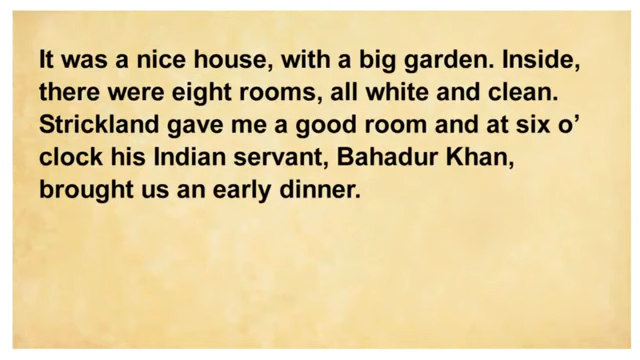 It was a nice house, with a big garden. Inside,
there were eight rooms, all white and clean.
Strickland gave me a good room and at six o’
clock his Indian servant, Bahadur Khan,
brought us an early dinner.